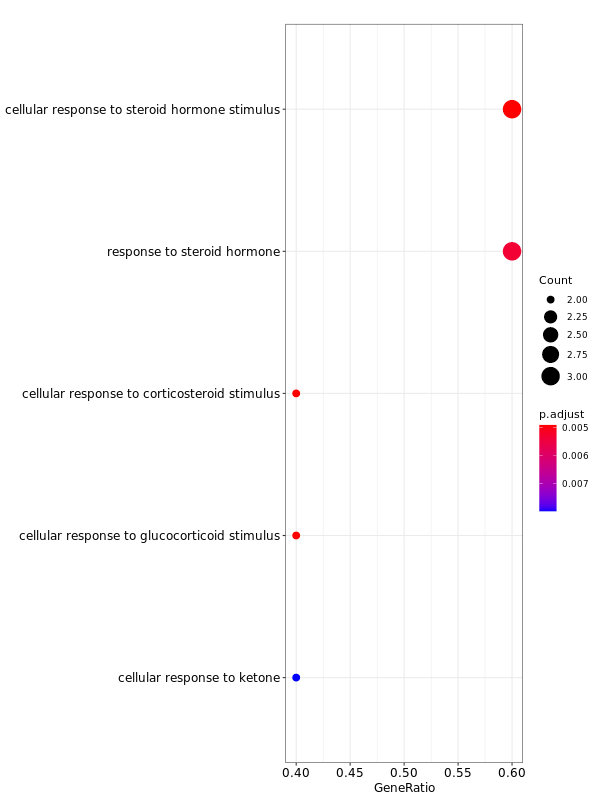 cellular response to steroid hormone stimulus
response to steroid hormone
cellular response to corticosteroid stimulus
cellular response to glucocorticoid stimulus
cellular response to ketone
0.40 0.45 0.50 0.55 0.60
GeneRatio
Count
2.00
2.25
2.50
2.75
3.00
p.adjust
0.005
0.006
0.007